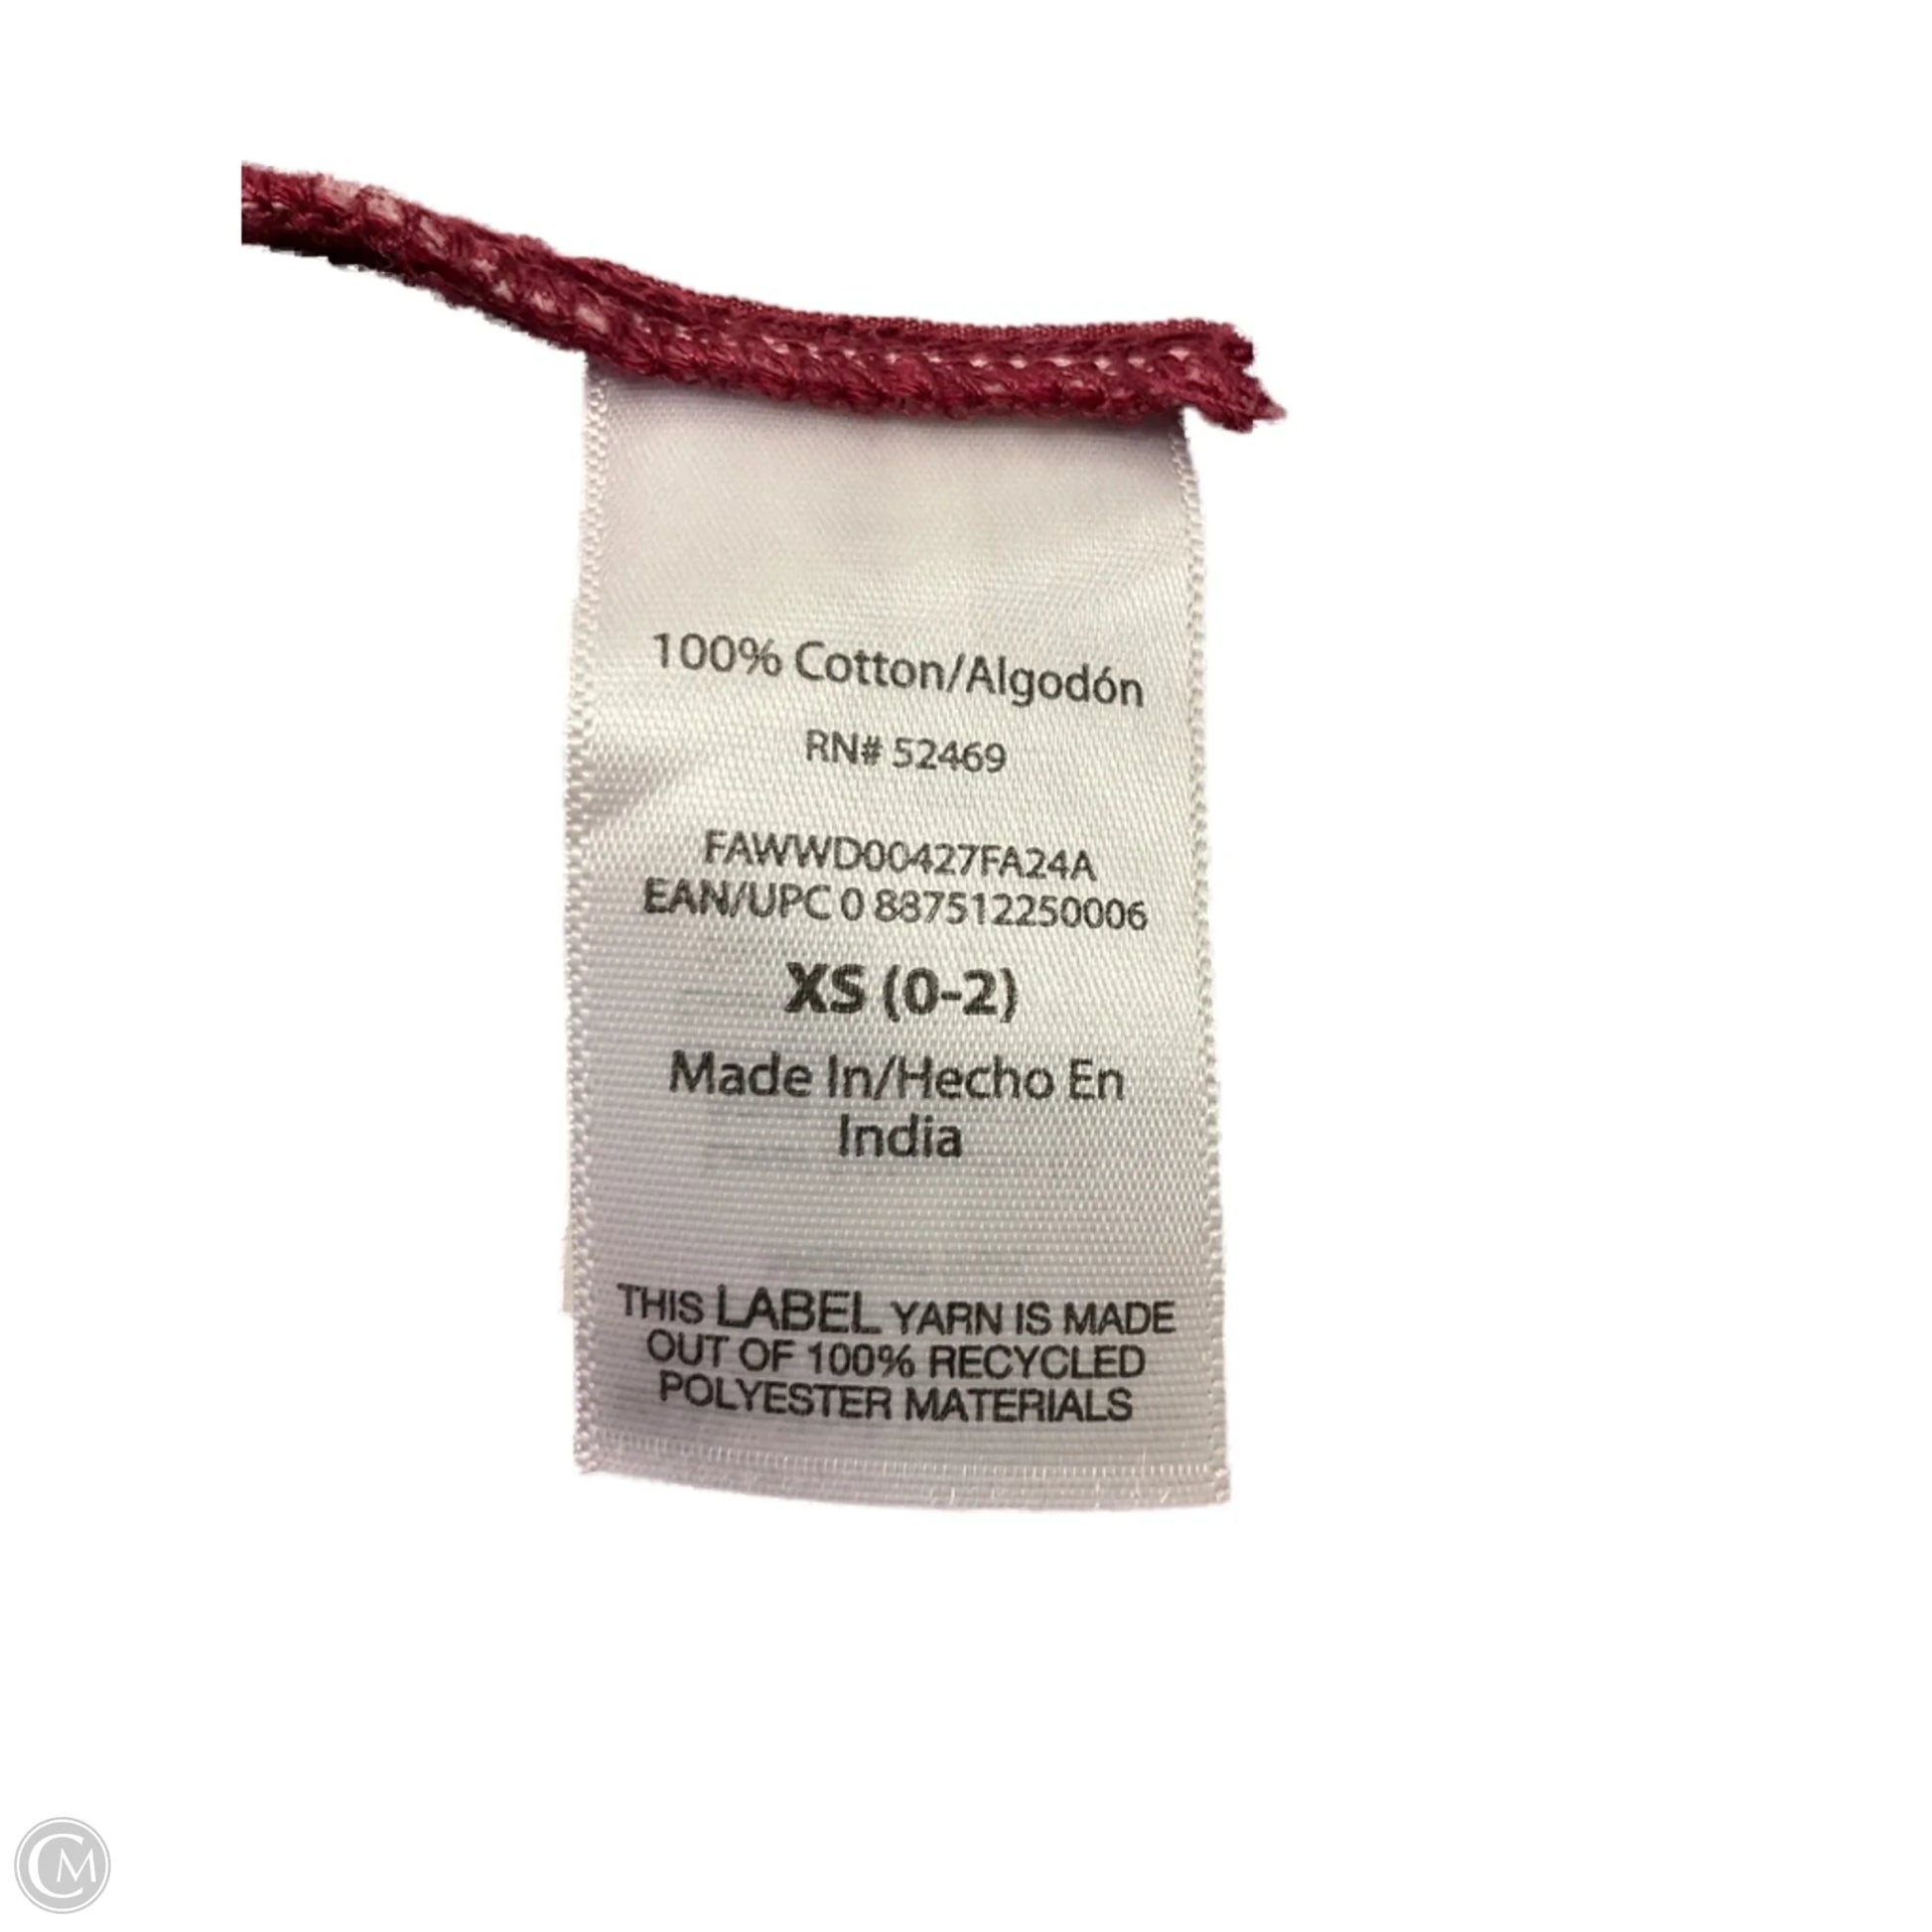 100% Cotton/Algodón
RN# 52469
FAWWD00427FA24A
EAN/UPC 0 887512250006
XS (0-2)
Made In/Hecho En
India
THIS LABEL YARN IS MADE
OUT OF 100% RECYCLED
POLYESTER MATERIALS
CM